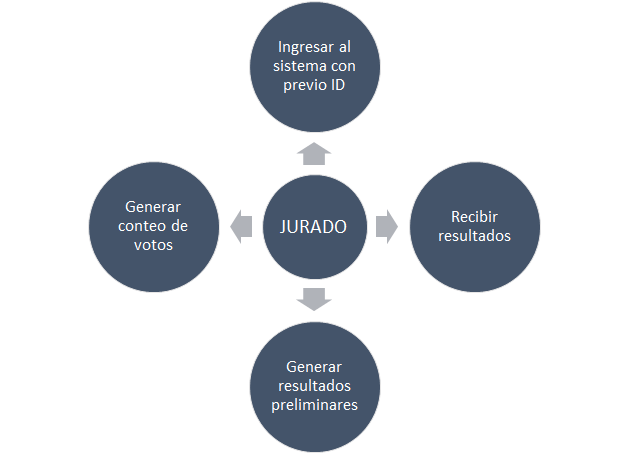 Ingresar al
sistema con
previo ID
Generar
conteo de
votos
JURADO
Recibir
resultados
Generar
resultados
preliminares